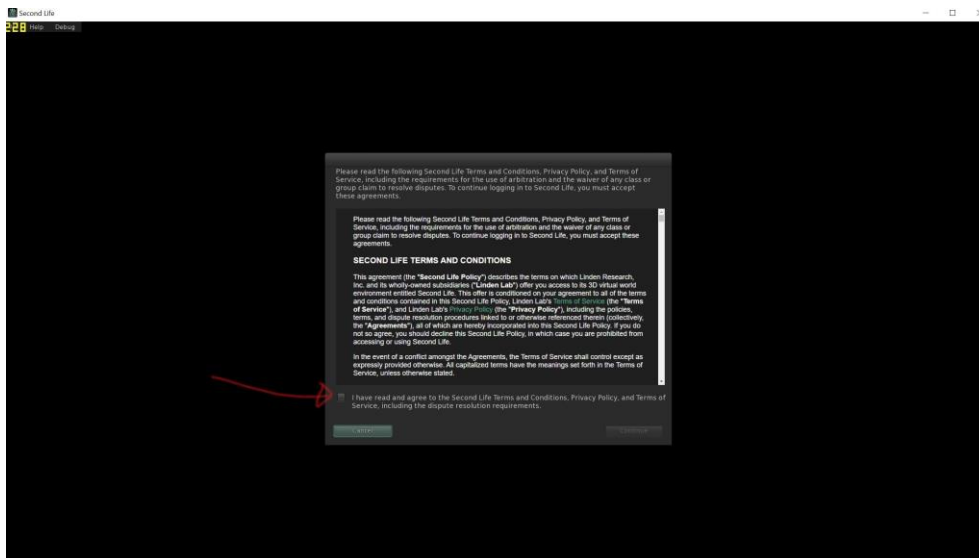 Second Life
228 Help Debug
Please read the following Second Life Terms and Conditions, Privacy Policy, and Terms of
Service, including the requirements for the use of arbitration and the waiver of any class or
group claim to resolve disputes. To continue logging in to Second Life, you must accept
these agreements.
Please read the following Second Life Terms and Conditions, Privacy Policy, and Terms of
Service, including the requirements for the use of arbitration and the waiver of any class or
group claim to resolve disputes. To continue logging in to Second Life, you must accept these
agreements.
SECOND LIFE TERMS AND CONDITIONS
This agreement (the "Second Life Policy") describes the terms on which Linden Research,
Inc. and its wholly-owned subsidiaries ("Linden Lab") offer you access to its 3D virtual world
environment entitled Second Life. This offer is conditioned on your agreement to all of the terms
and conditions contained in this Second Life Policy, Linden Lab's Terms of Service (the "Terms
of Service"), and Linden Lab's Privacy Policy (the "Privacy Policy"), including the policies,
terms, and dispute resolution procedures linked to or otherwise referenced therein (collectively,
the "Agreements"), all of which are hereby incorporated into this Second Life Policy. If you do
not so agree, you should decline this Second Life Policy, in which case you are prohibited from
accessing or using Second Life.
In the event of a conflict amongst the Agreements, the Terms of Service shall control except as
expressly provided otherwise. All capitalized terms have the meanings set forth in the Terms of
Service, unless otherwise stated.
I have read and agree to the Second Life Terms and Conditions, Privacy Policy, and Terms of
Service, including the dispute resolution requirements.
Cancel Continue